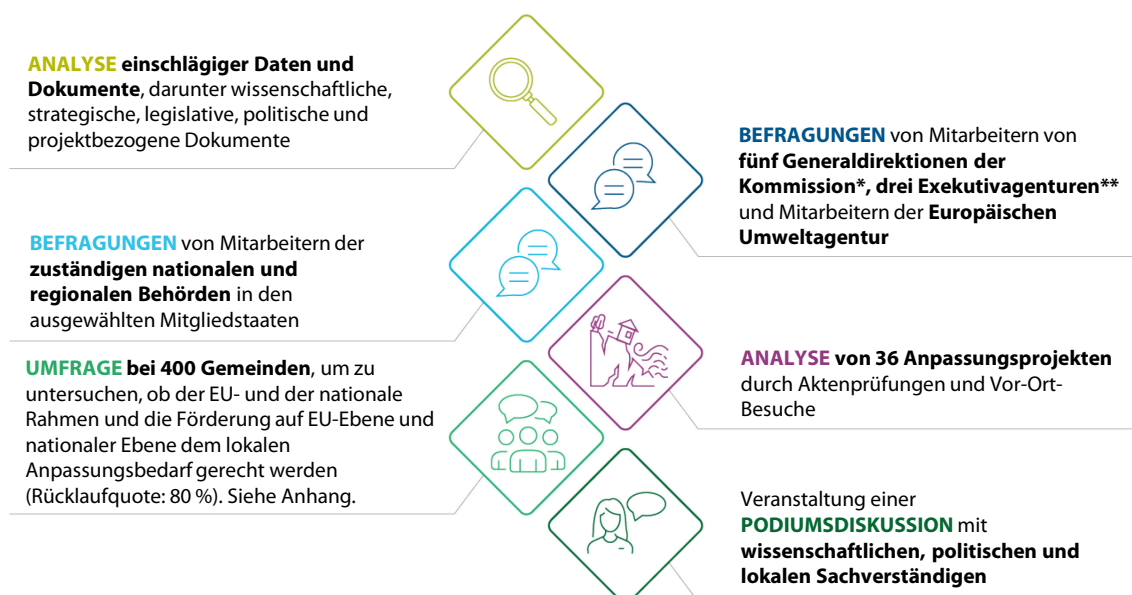 ANALYSE einschlägiger Daten und
Dokumente, darunter wissenschaftliche,
strategische, legislative, politische und
projektbezogene Dokumente
BEFRAGUNGEN von Mitarbeitern von
fünf Generaldirektionen der
Kommission*, drei Exekutivagenturen**
und Mitarbeitern der Europäischen
Umweltagentur
BEFRAGUNGEN von Mitarbeitern der
zuständigen nationalen und
regionalen Behörden in den
ausgewählten Mitgliedstaaten
ANALYSE von 36 Anpassungsprojekten
durch Aktenprüfungen und Vor-Ort-
Besuche
UMFRAGE bei 400 Gemeinden, um zu
untersuchen, ob der EU- und der nationale
Rahmen und die Förderung auf EU-Ebene und
nationaler Ebene dem lokalen
Anpassungsbedarf gerecht werden
(Rücklaufquote: 80 %). Siehe Anhang.
Veranstaltung einer
PODIUMSDISKUSSION mit
wissenschaftlichen, politischen und
lokalen Sachverständigen